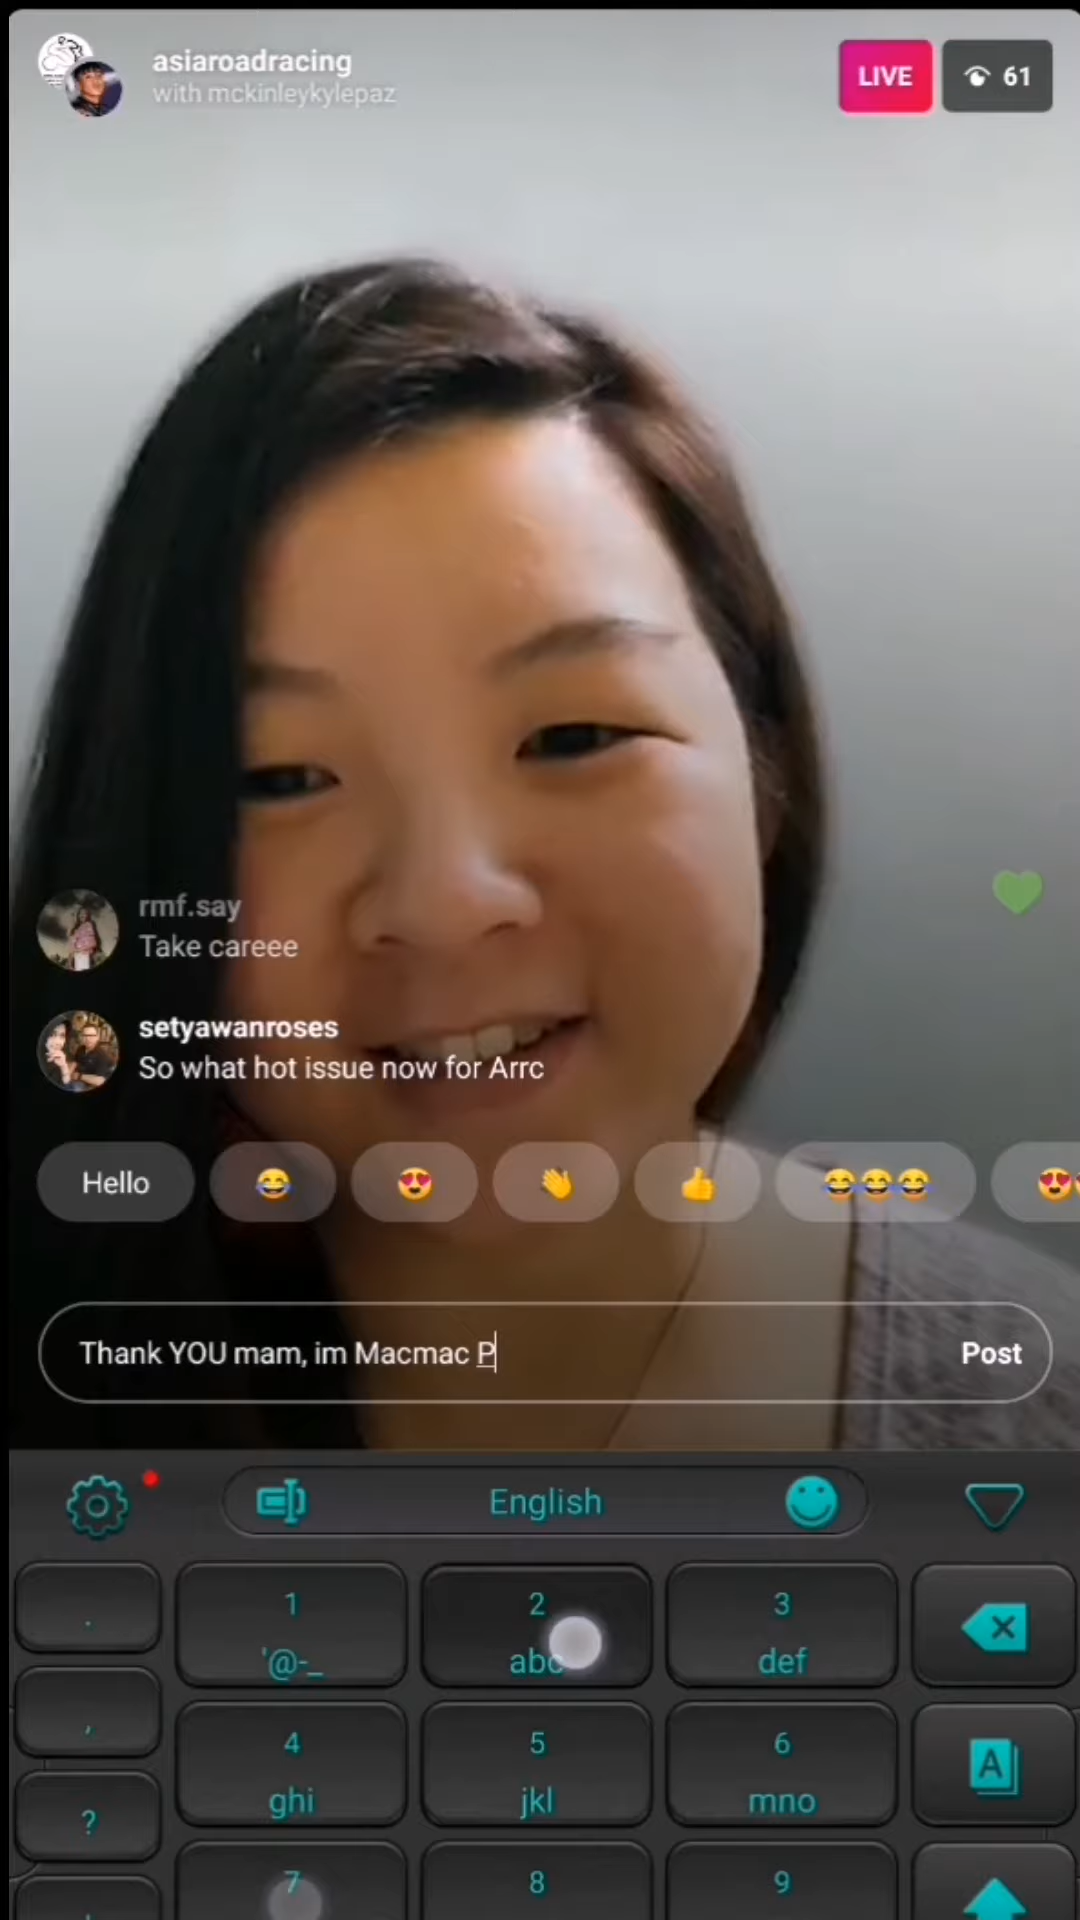 asiaroadracing
with mckinleykylepaz
LIVE
61
rmf.say
Take careee
setyawanroses
So what hot issue now for Arrc
Hello
Thank YOU mam, im Macmac P
Post
English
.
1
'@-_
2
abc
3
def
,
4
ghi
5
jkl
6
mno
A
?
7
8
9